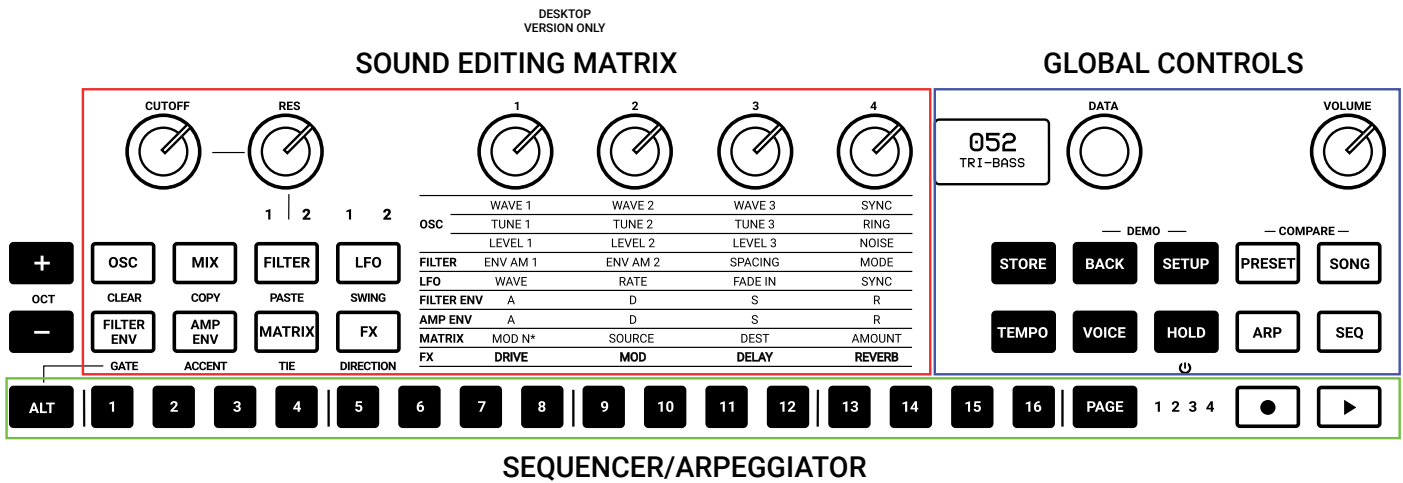 DESKTOP
VERSION ONLY
SOUND EDITING MATRIX
GLOBAL CONTROLS
CUTOFF RES 1 2 3 4 DATA VOLUME
052
TRI-BASS
WAVE 1 WAVE 2 WAVE 3 SYNC
1 2 1 2
OSC TUNE 1 TUNE 2 TUNE 3 RING
LEVEL 1 LEVEL 2 LEVEL 3 NOISE
— DEMO — — COMPARE —
+ OSC MIX FILTER LFO
FILTER ENV AM 1 ENV AM 2 SPACING MODE
STORE BACK SETUP PRESET SONG
LFO WAVE RATE FADE IN SYNC
OCT CLEAR COPY PASTE SWING
FILTER ENV A D S R
AMP ENV A D S R
− FILTER ENV AMP ENV MATRIX FX
MATRIX MOD N* SOURCE DEST AMOUNT
TEMPO VOICE HOLD ARP SEQ
FX DRIVE MOD DELAY REVERB
GATE ACCENT TIE DIRECTION
ALT 1 2 3 4 5 6 7 8 9 10 11 12 13 14 15 16 PAGE 1 2 3 4
SEQUENCER/ARPEGGIATOR